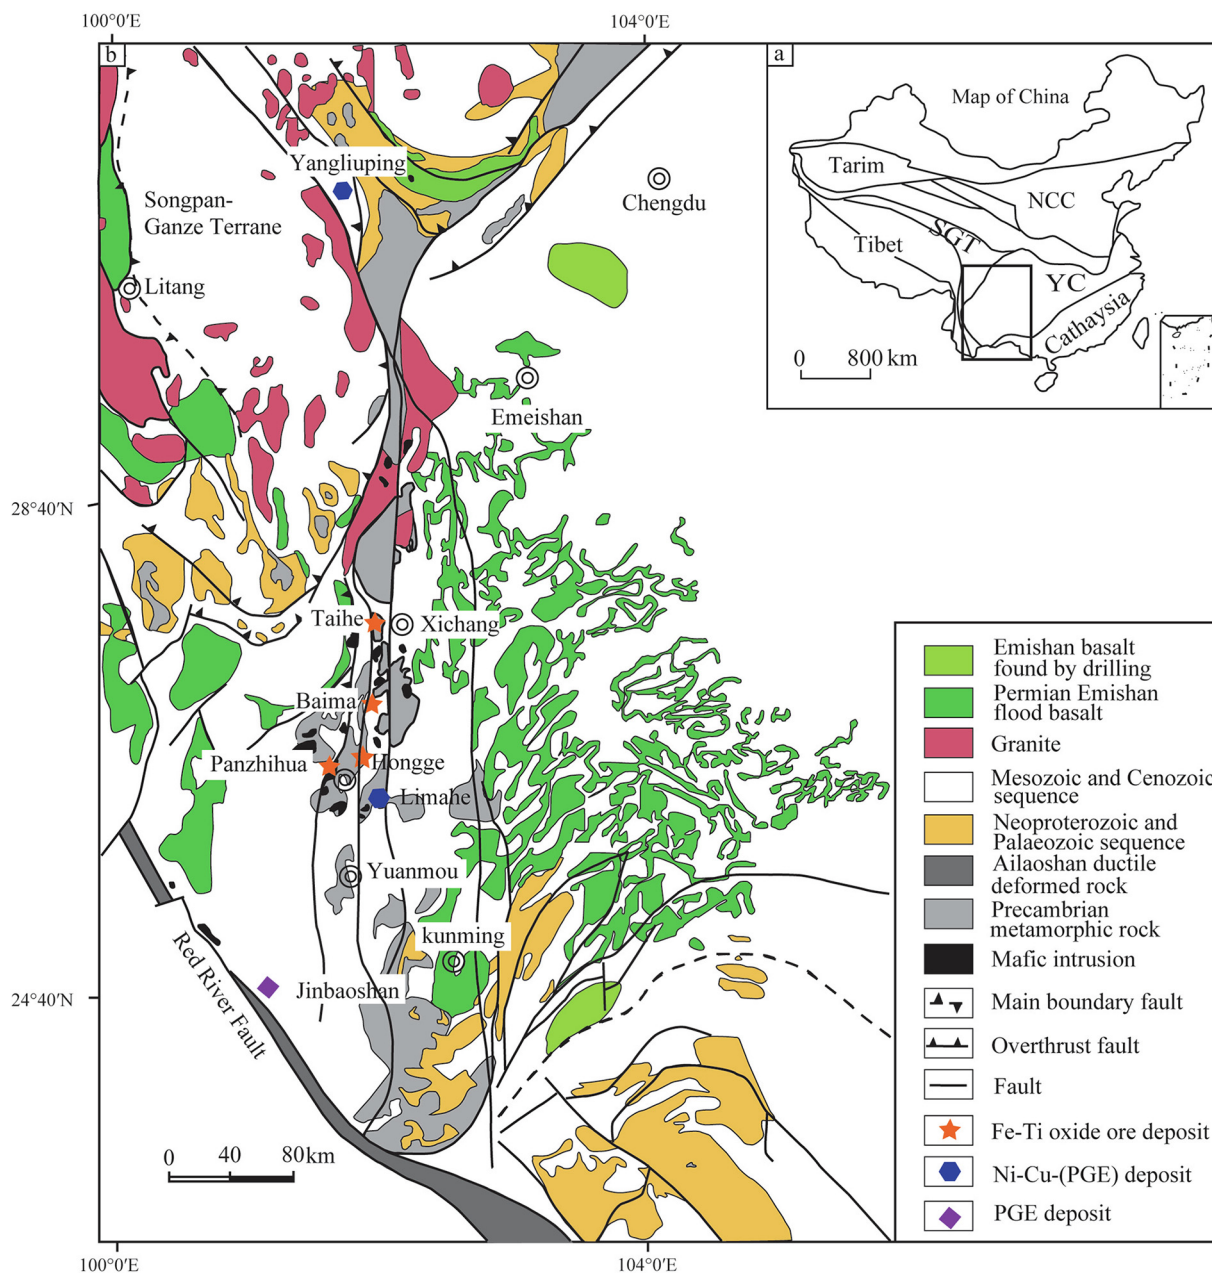 100°0′E
104°0′E
b
a
Map of China
Tarim
NCC
Tibet
SGT
YC
Cathaysia
0
800 km
Yangliuping
Chengdu
Songpan-
Ganze Terrane
Litang
Emeishan
28°40′N
Taihe
Xichang
Baima
Panzhihua
Hongge
Limahe
Yuanmou
kunming
Red River Fault
Jinbaoshan
24°40′N
0
40
80km
Emishan basalt
found by drilling
Permian Emishan
flood basalt
Granite
Mesozoic and Cenozoic
sequence
Neoproterozoic and
Palaeozoic sequence
Ailaoshan ductile
deformed rock
Precambrian
metamorphic rock
Mafic intrusion
Main boundary fault
Overthrust fault
Fault
Fe-Ti oxide ore deposit
Ni-Cu-(PGE) deposit
PGE deposit
100°0′E
104°0′E